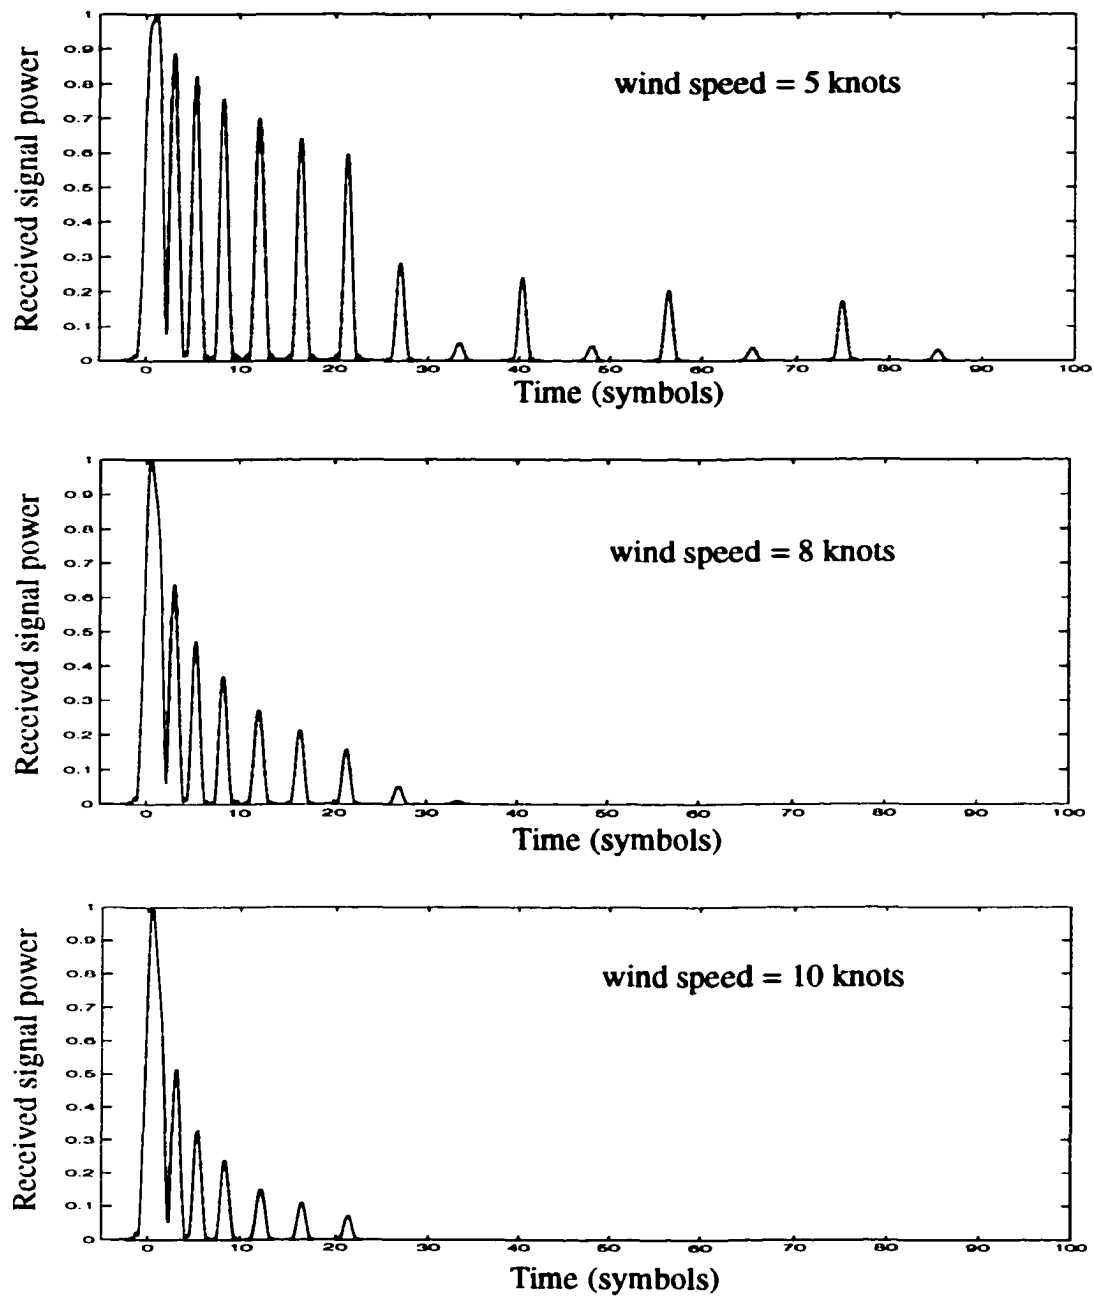 Received signal power
1
0.9
0.8
0.7
0.6
0.5
0.4
0.3
0.2
0.1
0
wind speed = 5 knots
0 10 20 30 40 50 60 70 80 90 100
Time (symbols)
Received signal power
1
0.9
0.8
0.7
0.6
0.5
0.4
0.3
0.2
0.1
0
wind speed = 8 knots
0 10 20 30 40 50 60 70 80 90 100
Time (symbols)
Received signal power
1
0.9
0.8
0.7
0.6
0.5
0.4
0.3
0.2
0.1
0
wind speed = 10 knots
0 10 20 30 40 50 60 70 80 90 100
Time (symbols)